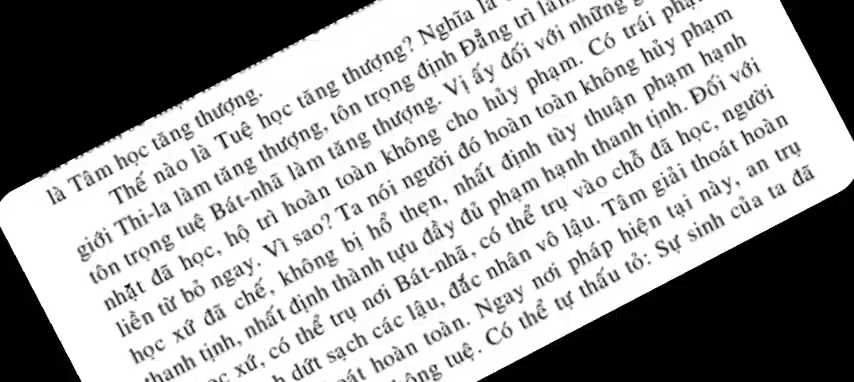 là Tâm học tăng thượng.
Thế nào là Tuệ học tăng thượng? Nghĩa là
giới Thi-la làm tăng thượng, tôn trọng định Đẳng trì làm
tôn trọng tuệ Bát-nhã làm tăng thượng. Vị ấy đối với những
nhặt đã học, hộ trì hoàn toàn không cho hủy phạm. Có trái phạm
liền từ bỏ ngay. Vì sao? Ta nói người đó hoàn toàn không hủy phạm
học xứ đã chế, không bị hổ thẹn, nhất định tùy thuận phạm hạnh
thanh tịnh, nhất định thành tựu đầy đủ phạm hạnh thanh tịnh. Đối với
xứ, có thể trụ nơi Bát-nhã, có thể trụ vào chỗ đã học, người
dứt sạch các lậu, đắc nhân vô lậu. Tâm giải thoát hoàn
hoàn toàn. Ngay nơi pháp hiện tại này, an trụ
tuệ. Có thể tự thấu tỏ: Sự sinh của ta đã